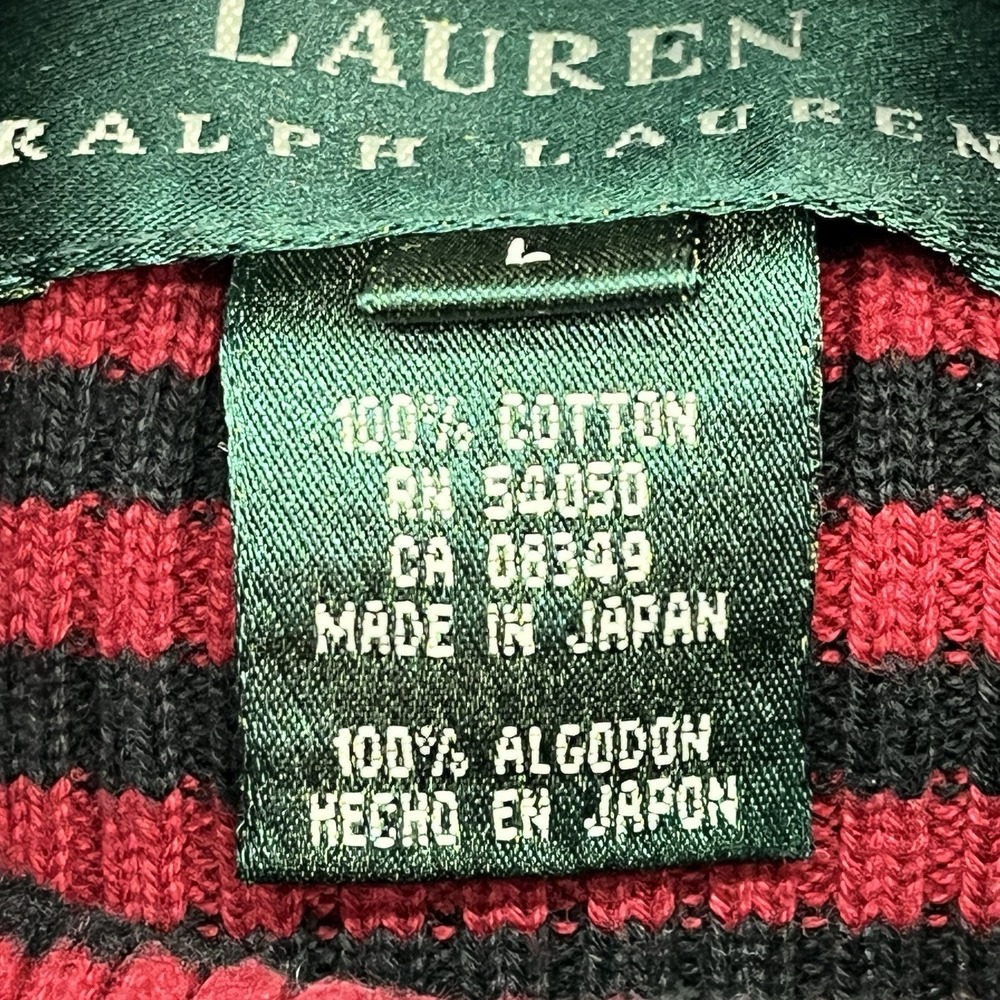 LAUREN
RALPH LAUREN
L
100% COTTON
RN 54050
CA 08349
MADE IN JAPAN
100% ALGODON
HECHO EN JAPON